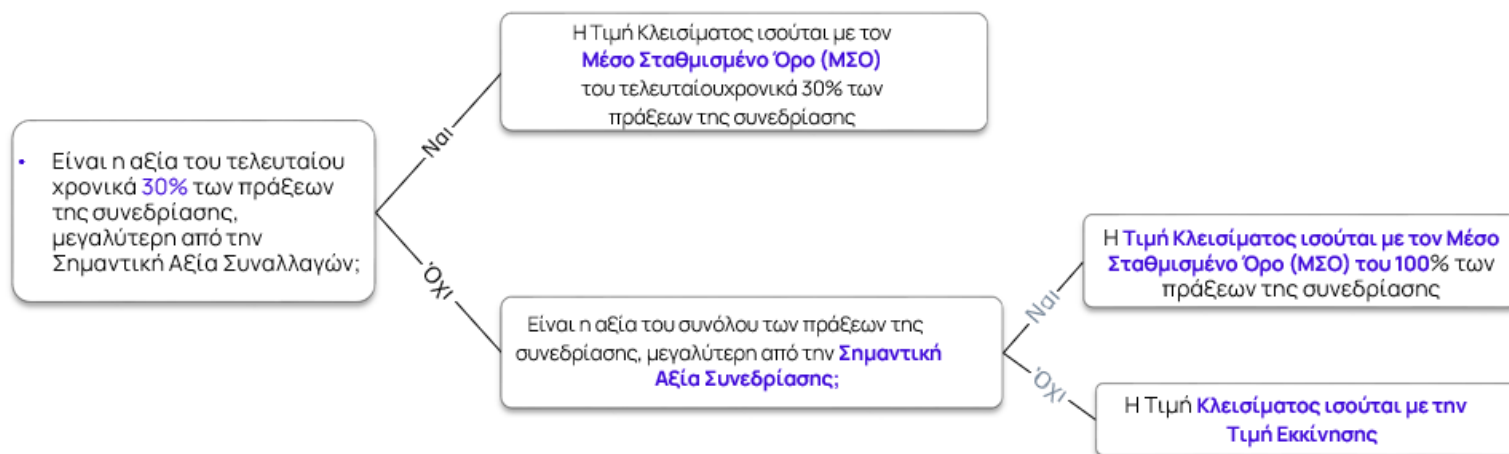 Η Τιμή Κλεισίματος ισούται με τον
Μέσο Σταθμισμένο Όρο (ΜΣΟ)
του τελευταίουχρονικά 30% των
πράξεων της συνεδρίασης
Ναι
• Είναι η αξία του τελευταίου
χρονικά 30% των πράξεων
της συνεδρίασης,
μεγαλύτερη από την
Σημαντική Αξία Συναλλαγών;
Όχι
Είναι η αξία του συνόλου των πράξεων της
συνεδρίασης, μεγαλύτερη από την Σημαντική
Αξία Συνεδρίασης;
Ναι
Η Τιμή Κλεισίματος ισούται με τον Μέσο
Σταθμισμένο Όρο (ΜΣΟ) του 100% των
πράξεων της συνεδρίασης
Όχι
Η Τιμή Κλεισίματος ισούται με την
Τιμή Εκκίνησης